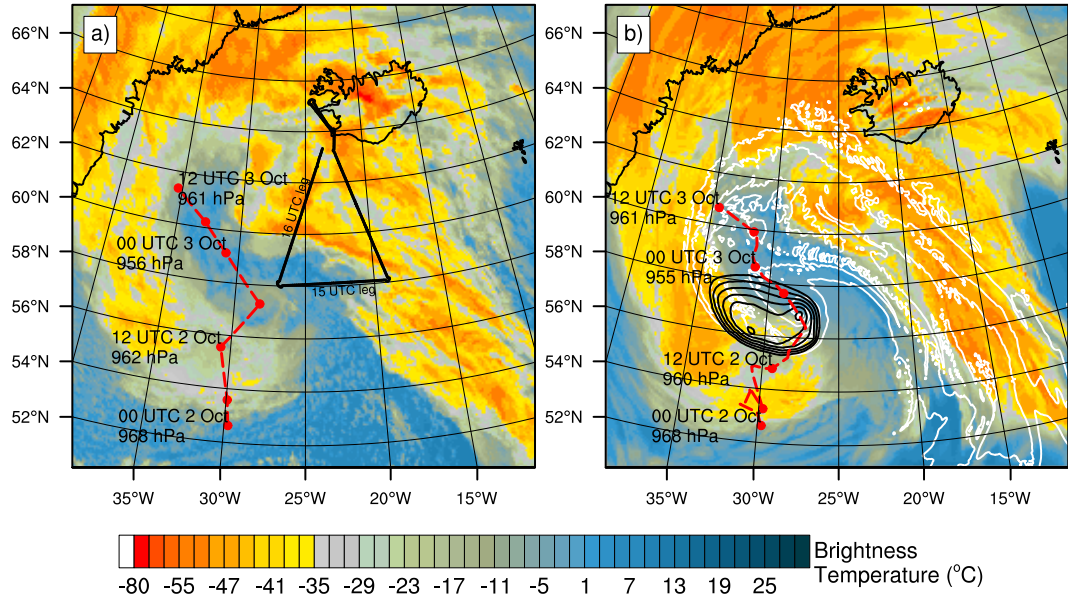 a)
66°N
64°N
62°N
60°N
58°N
56°N
54°N
52°N
12 UTC 3 Oct
961 hPa
00 UTC 3 Oct
956 hPa
12 UTC 2 Oct
962 hPa
00 UTC 2 Oct
968 hPa
6 UTC leg
15 UTC leg
35°W
30°W
25°W
20°W
15°W
b)
66°N
64°N
62°N
60°N
58°N
56°N
54°N
52°N
12 UTC 3 Oct
961 hPa
00 UTC 3 Oct
955 hPa
12 UTC 2 Oct
960 hPa
00 UTC 2 Oct
968 hPa
35°W
30°W
25°W
20°W
15°W
-80 -55 -47 -41 -35 -29 -23 -17 -11 -5 1 7 13 19 25
Brightness
Temperature (°C)